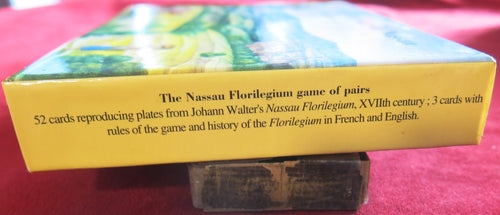 The Nassau Florilegium game of pairs
52 cards reproducing plates from Johann Walter's Nassau Florilegium, XVIIth century ; 3 cards with
rules of the game and history of the Florilegium in French and English.